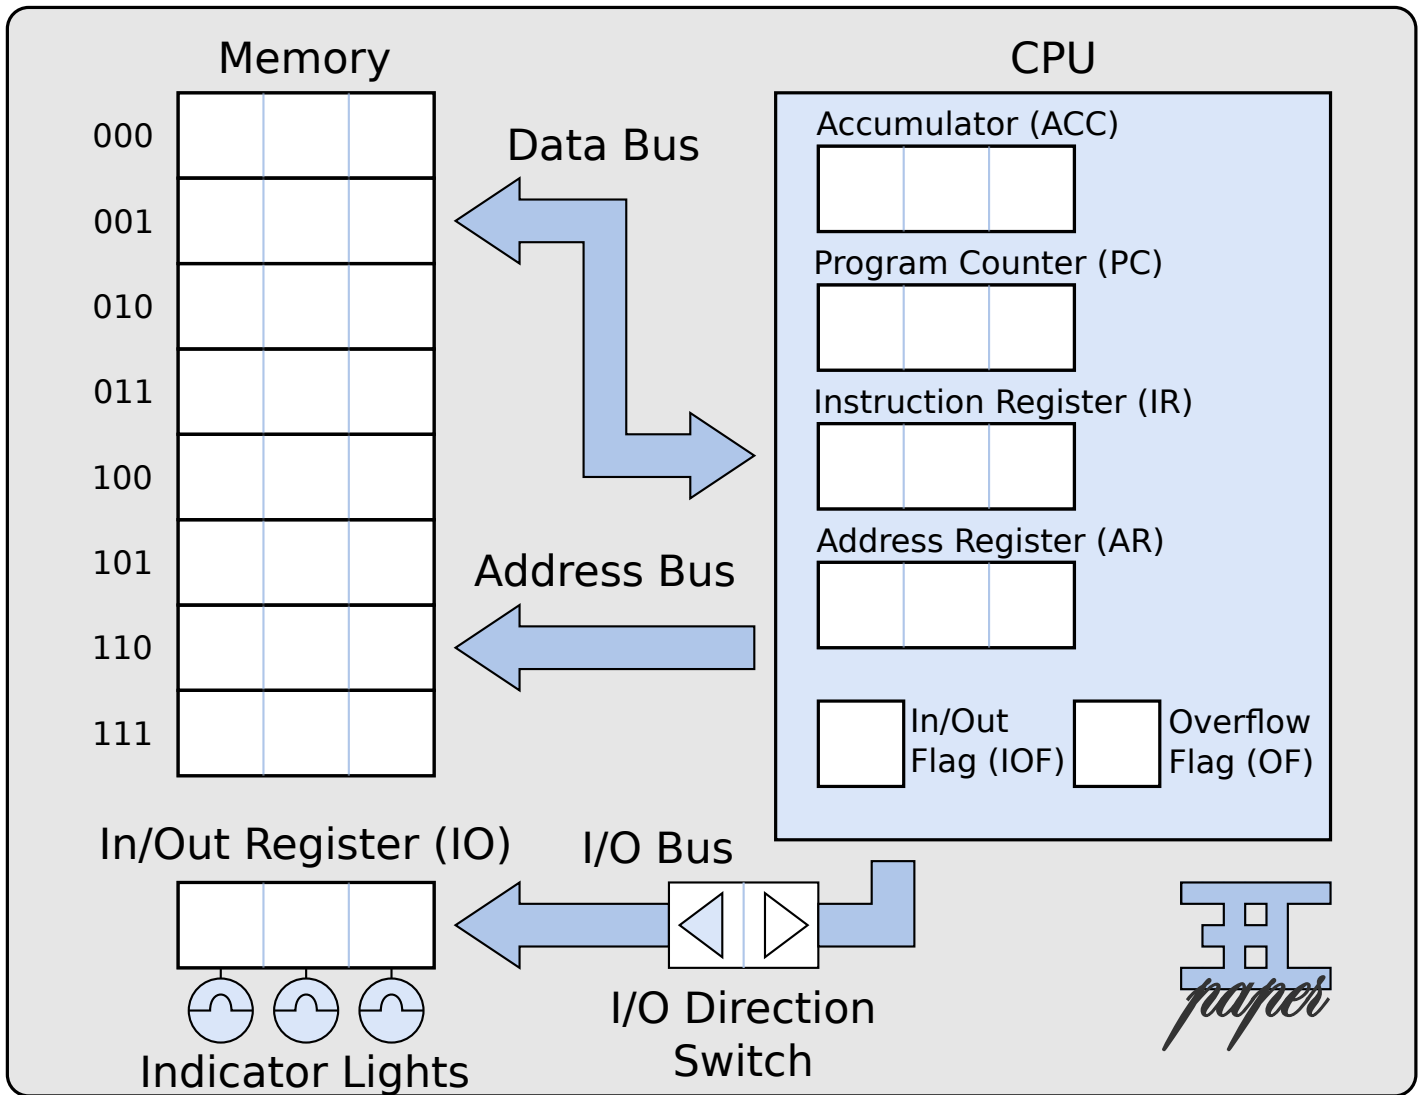 Memory
000
001
010
011
100
101
110
111
Data Bus
Address Bus
CPU
Accumulator (ACC)
Program Counter (PC)
Instruction Register (IR)
Address Register (AR)
In/Out
Flag (IOF)
Overflow
Flag (OF)
In/Out Register (IO)
Indicator Lights
I/O Bus
I/O Direction
Switch
paper